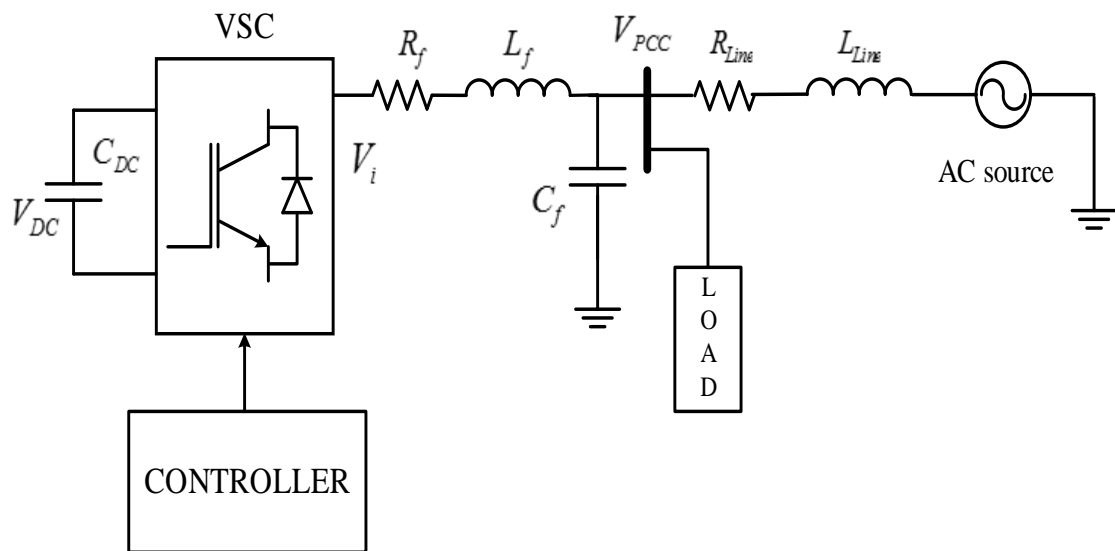 VSC
R_f
L_f
V_PCC
R_Line
L_Line
C_DC
V_i
V_DC
C_f
AC source
L
O
A
D
CONTROLLER